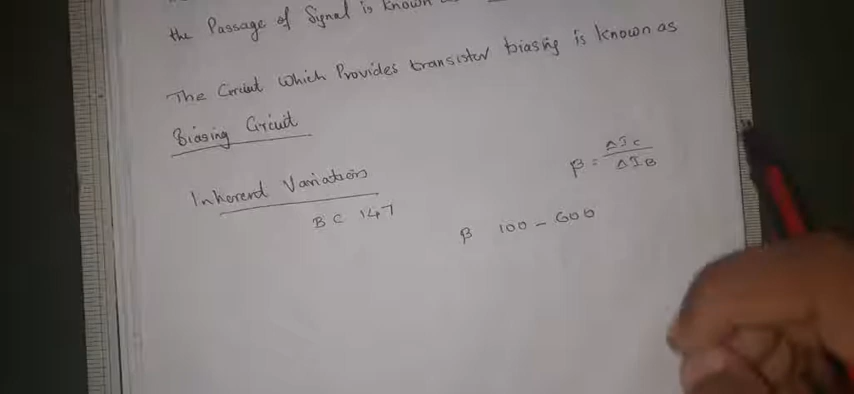 the Passage of Signal is known
The Circuit which Provides transistor biasing is known as
Biasing Circuit
β = ΔIC / ΔIB
Inherent Variations
BC 147
β 100 - 600